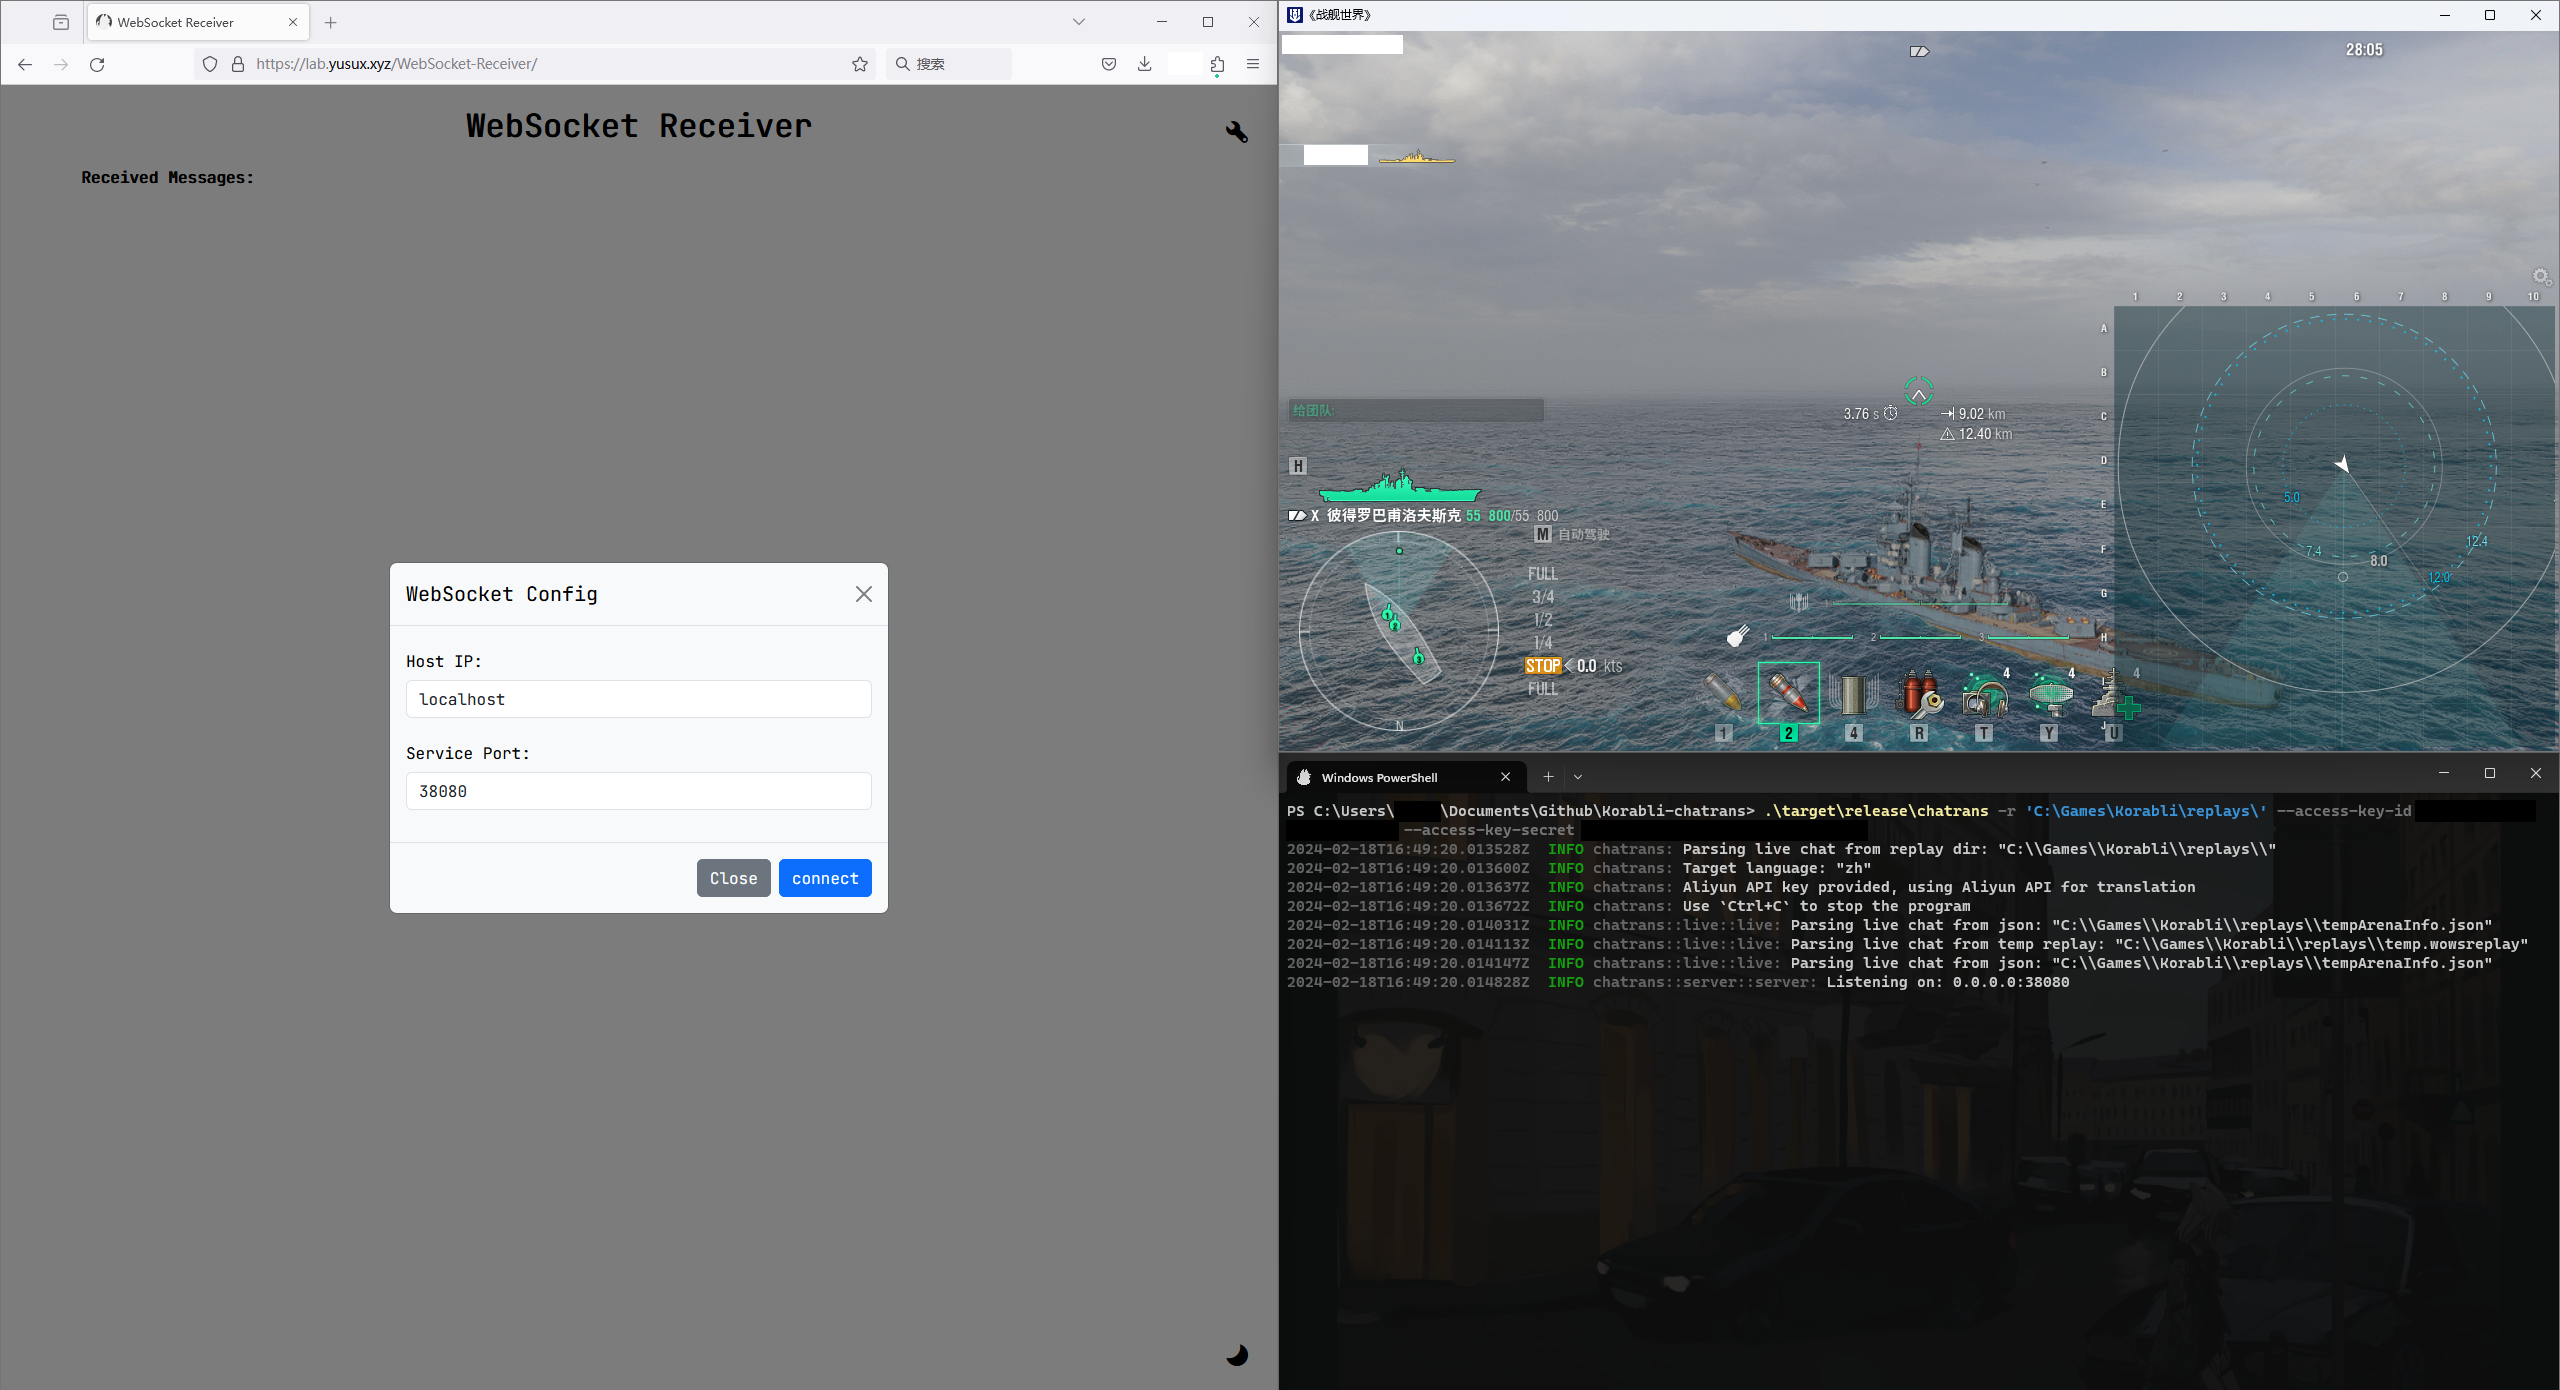 WebSocket Receiver
https://lab.yusux.xyz/WebSocket-Receiver/
搜索
WebSocket Receiver
Received Messages:
WebSocket Config
Host IP:
localhost
Service Port:
38080
Close
connect
《战舰世界》
28:05
1 2 3 4 5 6 7 8 9 10
A
B
C
D
E
F
G
H
I
J
5.0
7.4
8.0
12.0
12.4
3.76 s
9.02 km
12.40 km
给团队:
H
X 彼得罗巴甫洛夫斯克 55 800/55 800
M 自动驾驶
FULL
3/4
1/2
1/4
STOP 0.0 kts
FULL
N
1 2 3
1
1 2 3
4 4 4
1 2 4 R T Y U
Windows PowerShell
PS C:\Users\ \Documents\Github\Korabli-chatrans> .\target\release\chatrans -r 'C:\Games\Korabli\replays\' --access-key-id
--access-key-secret
2024-02-18T16:49:20.013528Z INFO chatrans: Parsing live chat from replay dir: "C:\\Games\\Korabli\\replays\\"
2024-02-18T16:49:20.013600Z INFO chatrans: Target language: "zh"
2024-02-18T16:49:20.013637Z INFO chatrans: Aliyun API key provided, using Aliyun API for translation
2024-02-18T16:49:20.013672Z INFO chatrans: Use `Ctrl+C` to stop the program
2024-02-18T16:49:20.014031Z INFO chatrans::live::live: Parsing live chat from json: "C:\\Games\\Korabli\\replays\\tempArenaInfo.json"
2024-02-18T16:49:20.014113Z INFO chatrans::live::live: Parsing live chat from temp replay: "C:\\Games\\Korabli\\replays\\temp.wowsreplay"
2024-02-18T16:49:20.014147Z INFO chatrans::live::live: Parsing live chat from json: "C:\\Games\\Korabli\\replays\\tempArenaInfo.json"
2024-02-18T16:49:20.014828Z INFO chatrans::server::server: Listening on: 0.0.0.0:38080